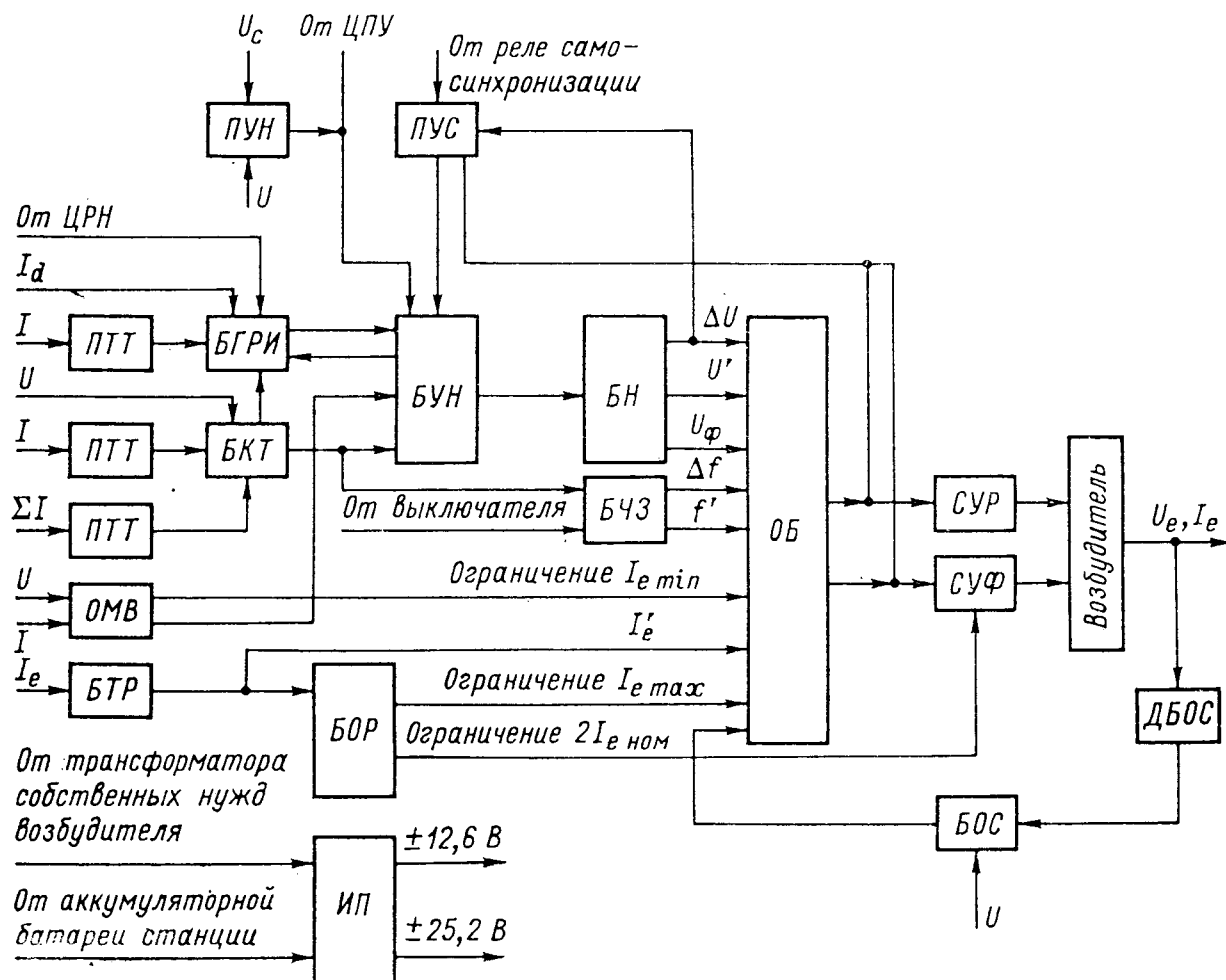 U_c
От ЦПУ
От реле само-
синхронизации
ПУН
ПУС
U
От ЦРН
I_d
I
ПТТ
БГРИ
U
I
ПТТ
БКТ
БУН
БН
ΔU
U'
U_ф
Δf
f'
ΣI
ПТТ
От выключателя
БЧЗ
ОБ
СУР
СУФ
Возбудитель
U_e, I_e
U
I
ОМВ
Ограничение I_e min
I'_e
I_e
БТР
БОР
Ограничение I_e max
Ограничение 2I_e ном
ДБОС
БОС
U
От трансформатора
собственных нужд
возбудителя
ИП
±12,6 В
От аккумуляторной
батареи станции
±25,2 В